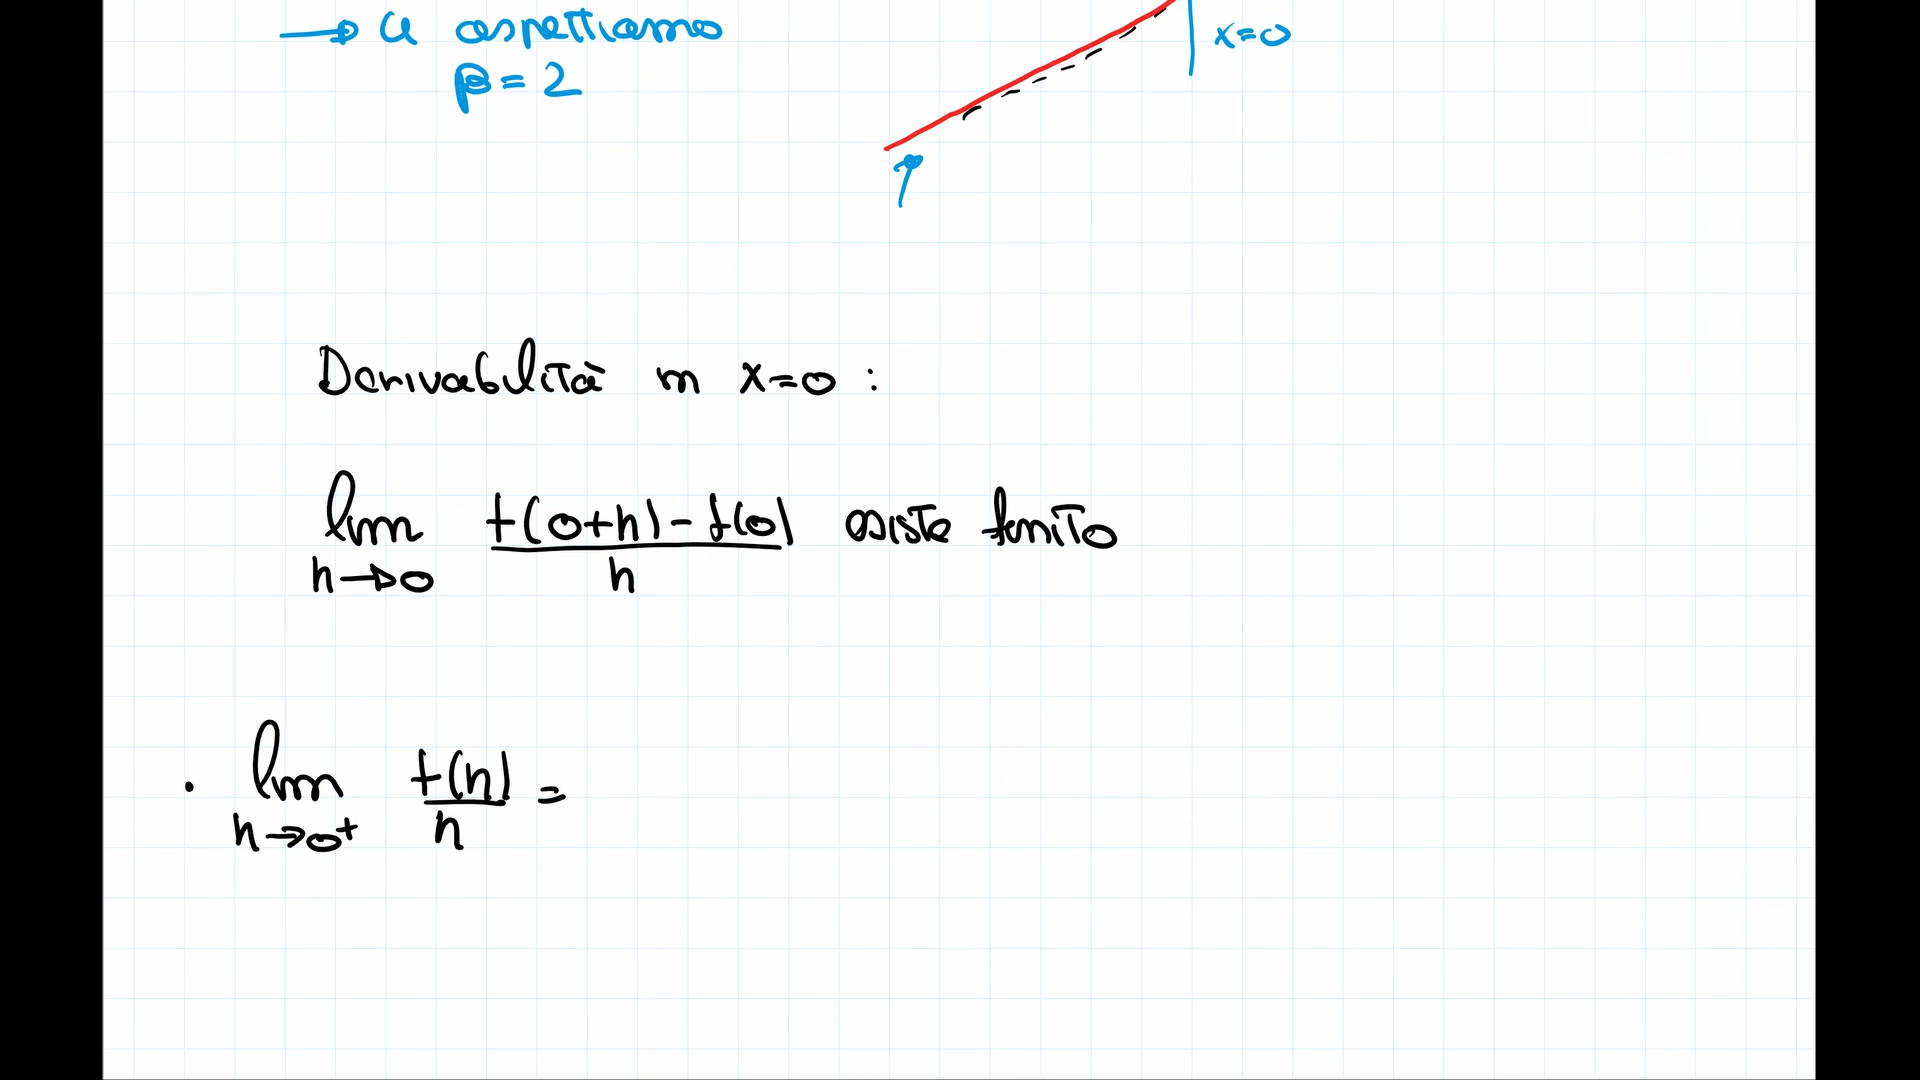 → ci aspettiamo
β = 2
x=0
Derivabilità in x=0 :
lim f(0+h) - f(0) esiste finito
h→0 h
. lim f(h) =
h→0⁺ h